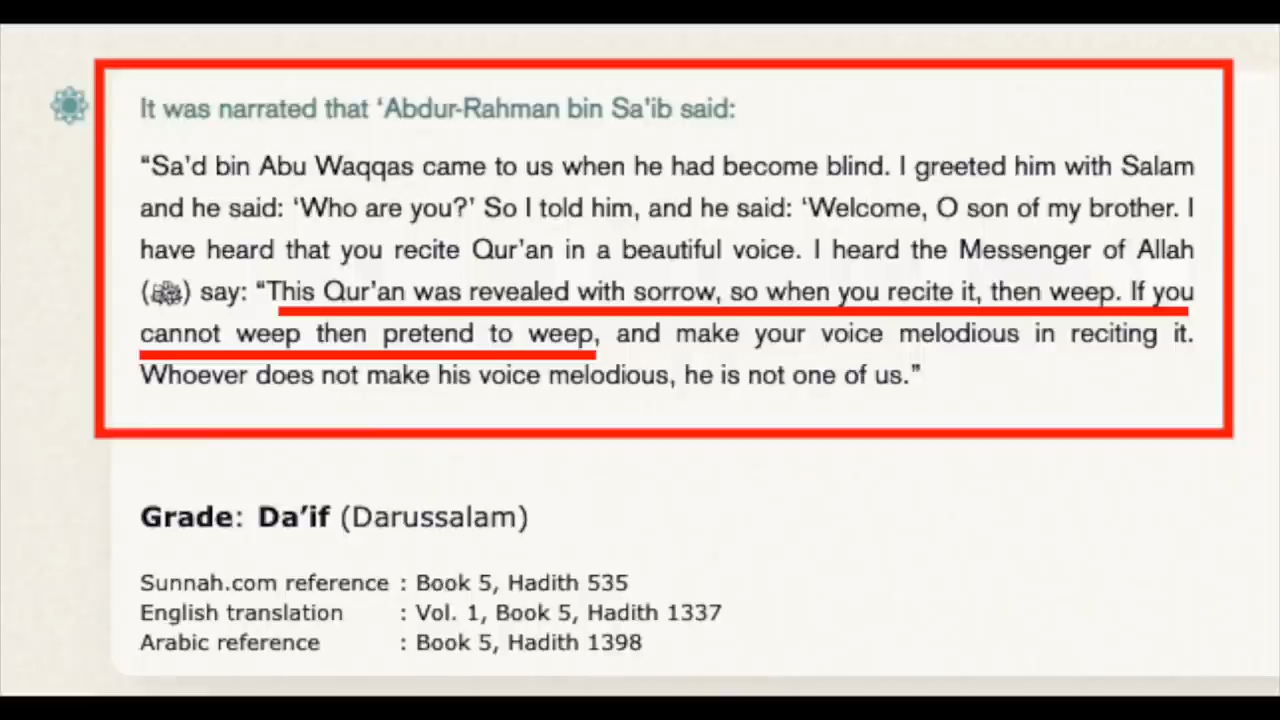 It was narrated that ‘Abdur-Rahman bin Sa'ib said:
“Sa'd bin Abu Waqqas came to us when he had become blind. I greeted him with Salam
and he said: ‘Who are you?’ So I told him, and he said: ‘Welcome, O son of my brother. I
have heard that you recite Qur'an in a beautiful voice. I heard the Messenger of Allah
(ﷺ) say: “This Qur'an was revealed with sorrow, so when you recite it, then weep. If you
cannot weep then pretend to weep, and make your voice melodious in reciting it.
Whoever does not make his voice melodious, he is not one of us.”
Grade: Da’if (Darussalam)
Sunnah.com reference : Book 5, Hadith 535
English translation : Vol. 1, Book 5, Hadith 1337
Arabic reference : Book 5, Hadith 1398